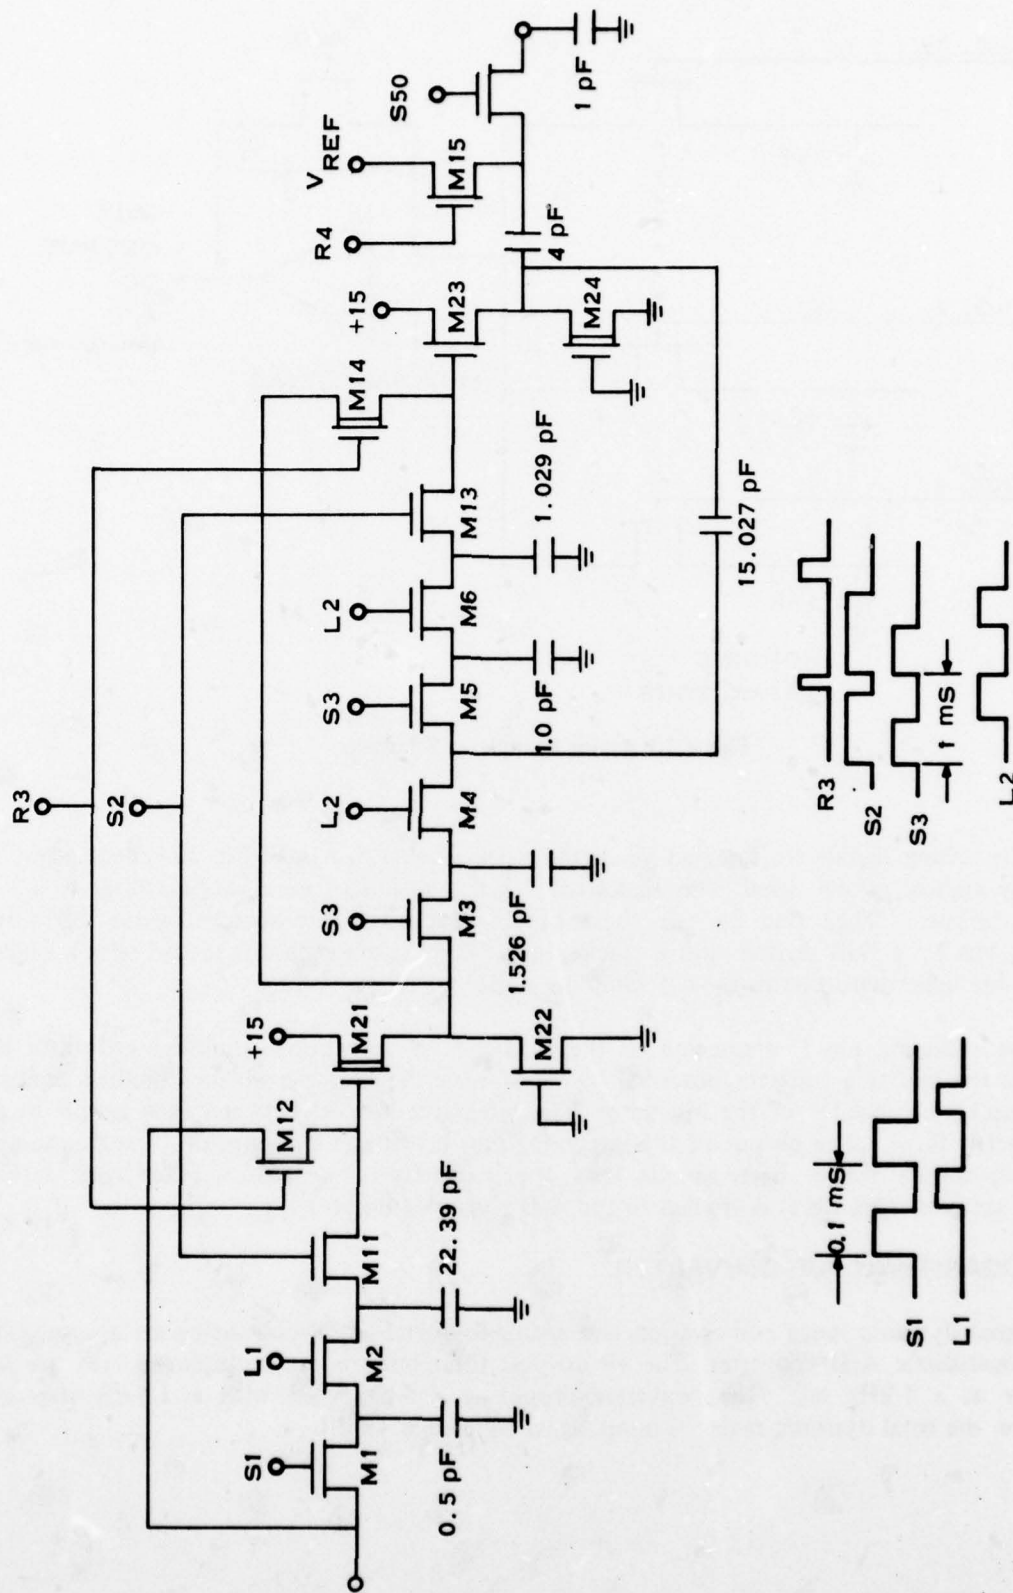 R3
S2
R4
V REF
S50
+15
M14
M15
+15
M12
M21
M23
S1
L1
S3
L2
S3
L2
M1
M2
M11
M22
M3
M4
M5
M6
M13
M24
4 pF
1 pF
0.5 pF
22.39 pF
1.526 pF
1.0 pF
1.029 pF
15.027 pF
S1
0.1 mS
L1
R3
S2
S3
1 mS
L2